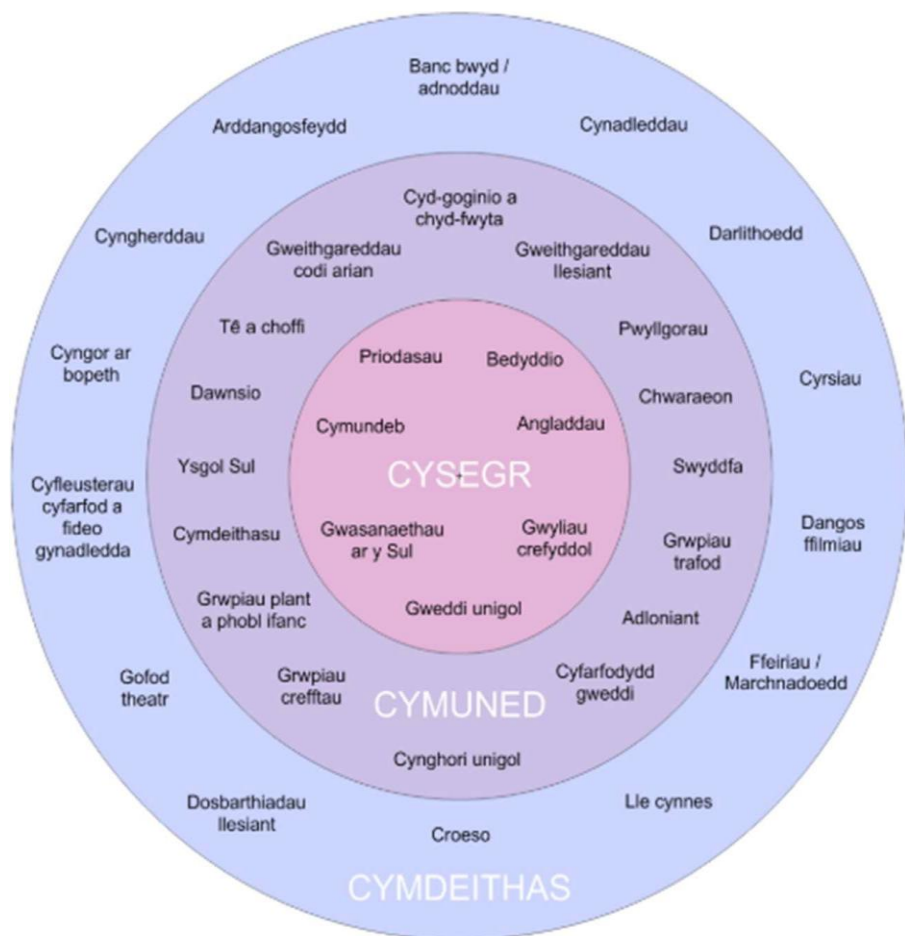 Banc bwyd /
adnoddau
Arddangosfeydd
Cynadleddau
Cyngherddau
Darlithoedd
Cyngor ar
bopeth
Cyrsiau
Cyfleusterau
cyfarfod a
fideo
gynadledda
Dangos
ffilmiau
Gofod
theatr
Ffeiriau /
Marchnadoedd
Dosbarthiadau
llesiant
Lle cynnes
Croeso
CYMDEITHAS
Cyd-goginio a
chyd-fwyta
Gweithgareddau
codi arian
Gweithgareddau
llesiant
Tê a choffi
Pwyllgorau
Dawnsio
Chwaraeon
Ysgol Sul
Swyddfa
Cymdeithasu
Grwpiau
trafod
Grwpiau plant
a phobl ifanc
Adloniant
Grwpiau
crefftau
Cyfarfodydd
gweddi
CYMUNED
Cynghori unigol
Priodasau
Bedyddio
Cymundeb
Angladdau
CYSEGR
Gwasanaethau
ar y Sul
Gwyliau
crefyddol
Gweddi unigol